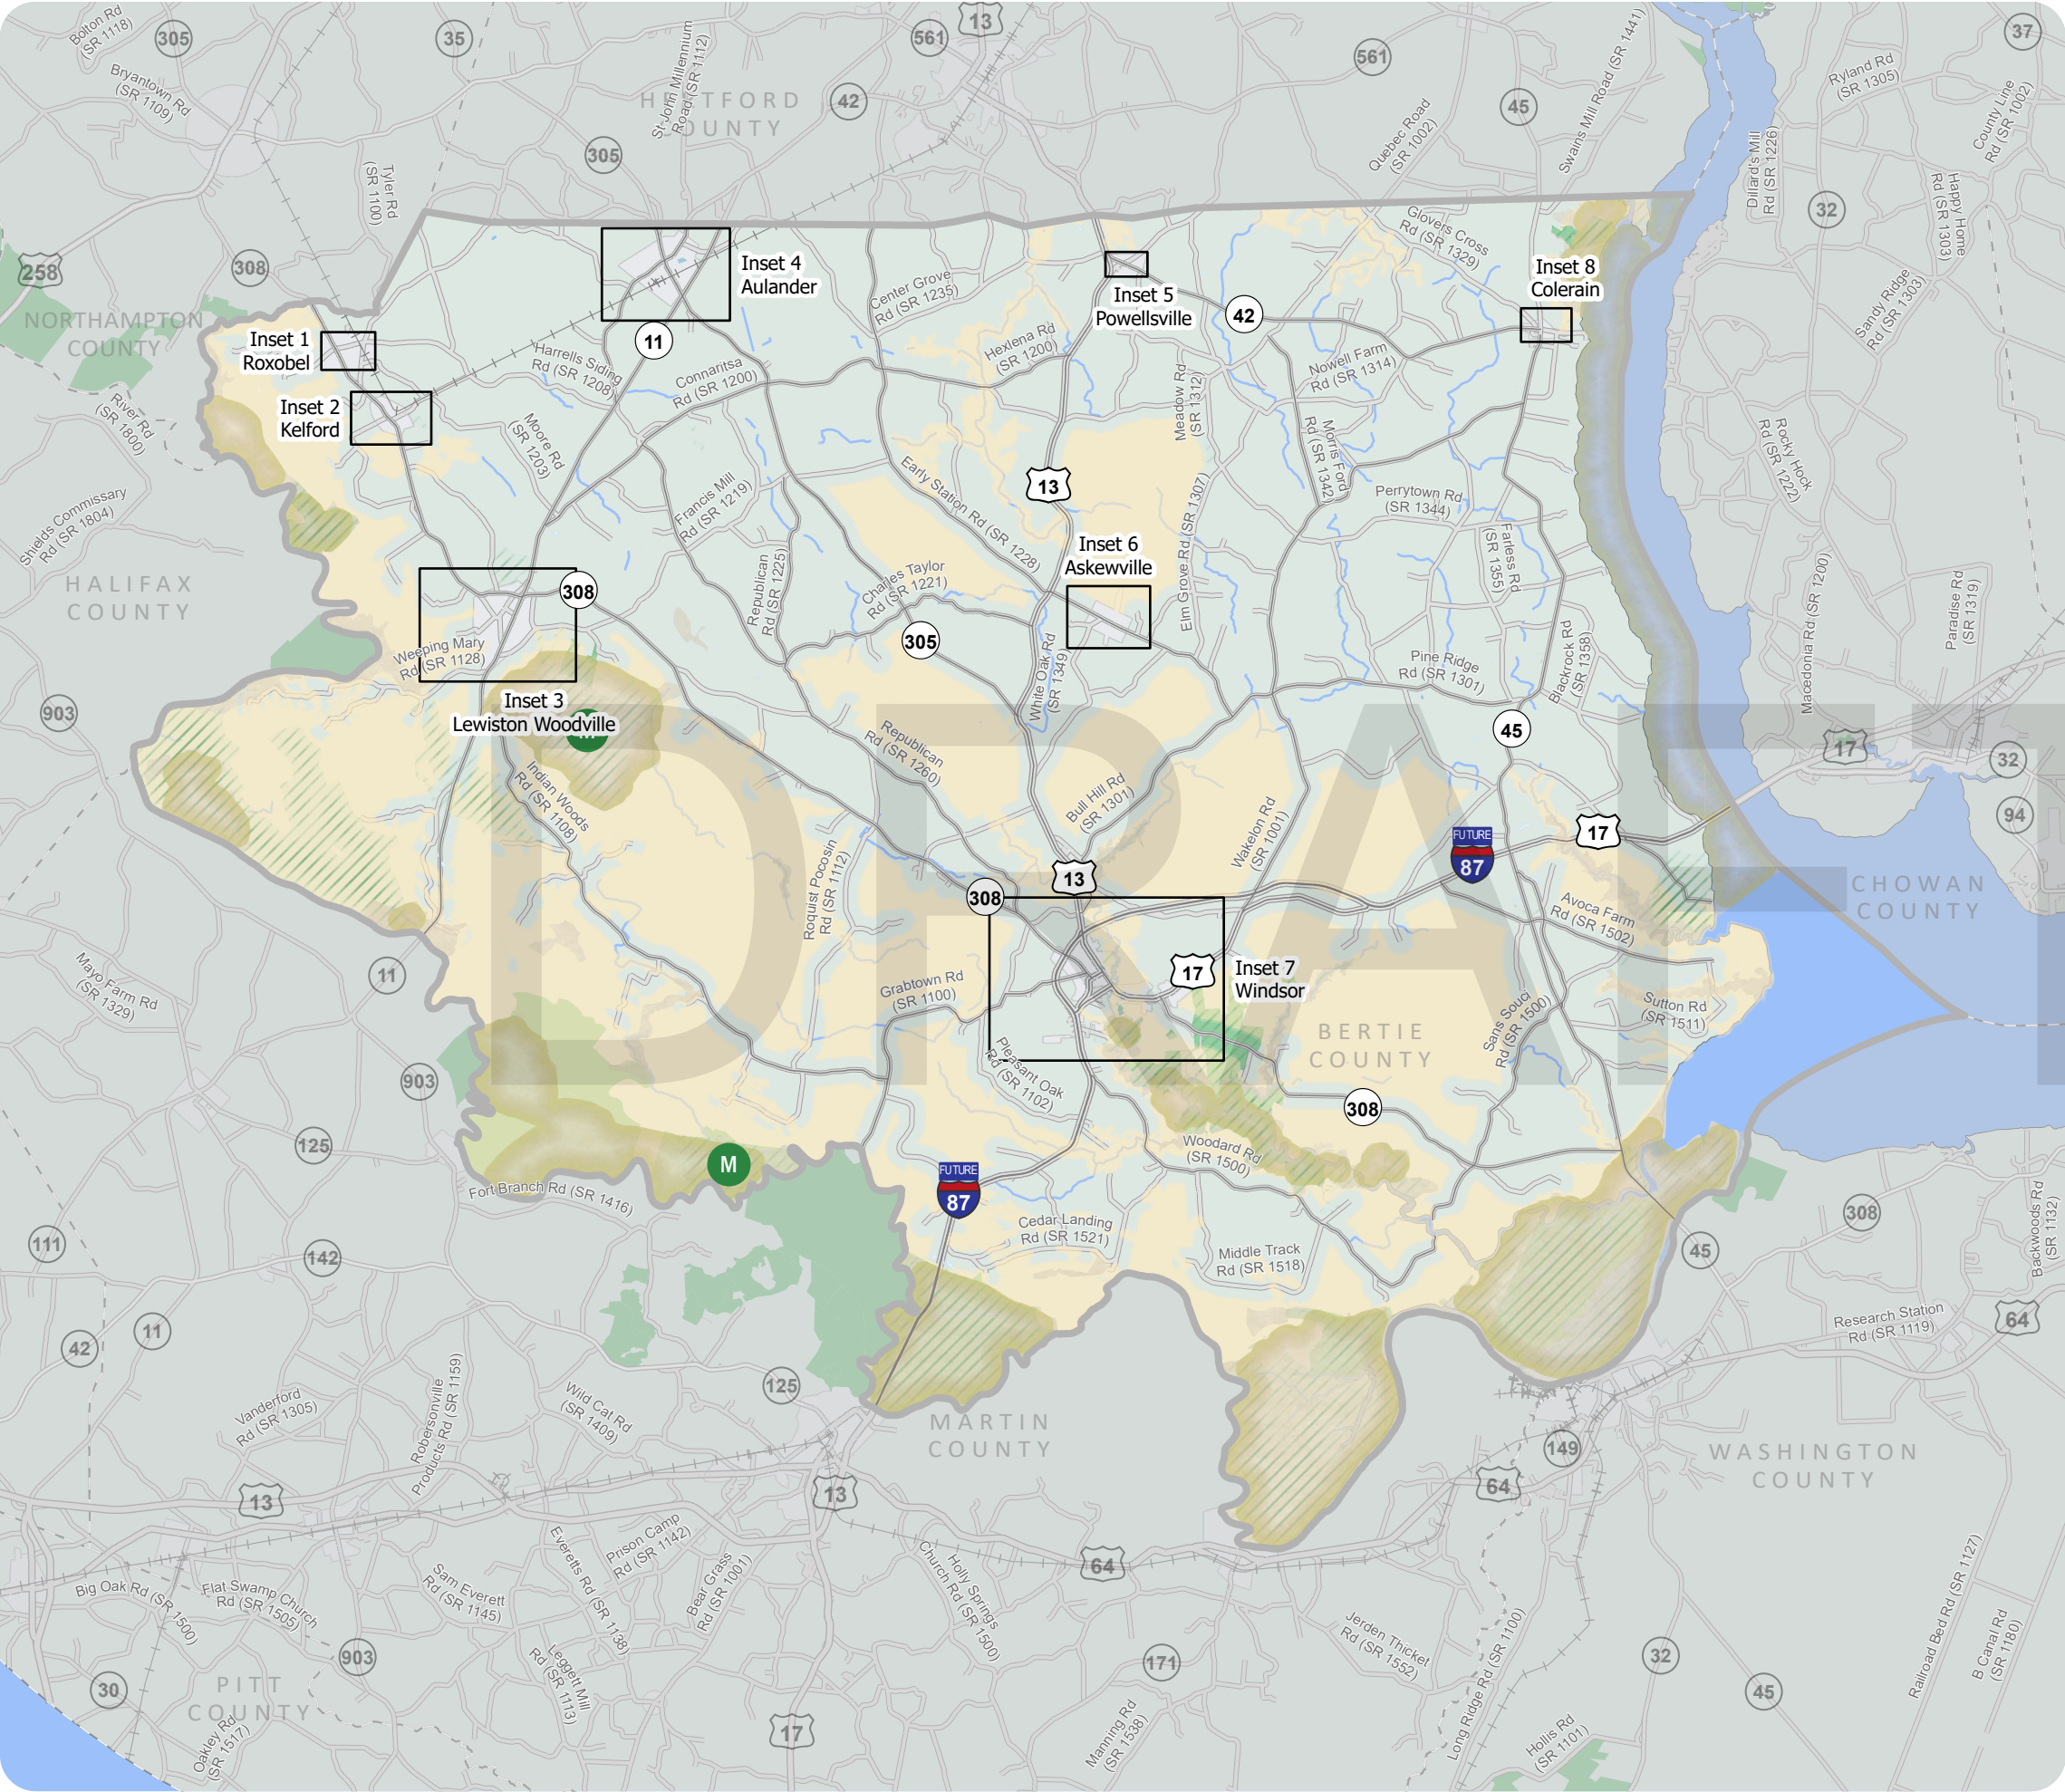 Bolton Rd
(SR 1118)
305
35
St John Millennium
Road (SR 1112)
561
13
561
Swains Mill Road (SR 1441)
37
Bryantown Rd
(SR 1109)
HERTFORD
COUNTY
42
45
Ryland Rd
(SR 1305)
County Line
Rd (SR 1002)
Quebec Road
(SR 1002)
305
Tyler Rd
(SR 1100)
Dillard's Mill
Rd (SR 1226)
32
Happy Home
Rd (SR 1303)
258
308
Inset 4
Aulander
Center Grove
Rd (SR 1235)
Glovers Cross
Rd (SR 1329)
Inset 8
Colerain
Inset 5
Powellsville
42
Sandy Ridge
Rd (SR 1303)
NORTHAMPTON
COUNTY
Inset 1
Roxobel
11
Harrells Siding
Rd (SR 1208)
Connaritsa
Rd (SR 1200)
Hexlena Rd
(SR 1200)
Nowell Farm
Rd (SR 1314)
Meadow Rd
(SR 1312)
River Rd
(SR 1800)
Inset 2
Kelford
Moore Rd
(SR 1203)
Morris Ford
Rd (SR 1342)
Rocky Hock
Rd (SR 1222)
Shields Commissary
Rd (SR 1804)
Francis Mill
Rd (SR 1219)
Early Station Rd (SR 1228)
13
Perrytown Rd
(SR 1344)
Elm Grove Rd (SR 1307)
Farless Rd
(SR 1355)
HALIFAX
COUNTY
308
Republican
Rd (SR 1225)
Charles Taylor
Rd (SR 1221)
Inset 6
Askewville
Macedonia Rd (SR 1200)
Paradise Rd
(SR 1319)
Weeping Mary
Rd (SR 1128)
305
White Oak Rd
(SR 1349)
Pine Ridge
Rd (SR 1301)
Blackrock Rd
(SR 1358)
903
Inset 3
Lewiston Woodville
Republican
Rd (SR 1260)
45
17
32
Indian Woods
Rd (SR 1108)
Bull Hill Rd
(SR 1301)
Wakelon Rd
(SR 1001)
FUTURE
87
17
94
DRAFT
Roquist Pocosin
Rd (SR 1112)
13
308
Avoca Farm
Rd (SR 1502)
CHOWAN
COUNTY
11
Mayo Farm Rd
(SR 1329)
Grabtown Rd
(SR 1100)
17
Inset 7
Windsor
BERTIE
COUNTY
Sans Souci
Rd (SR 1500)
Sutton Rd
(SR 1511)
903
Pleasant Oak
Rd (SR 1102)
308
125
M
Woodard Rd
(SR 1500)
Fort Branch Rd (SR 1416)
FUTURE
87
Cedar Landing
Rd (SR 1521)
Middle Track
Rd (SR 1518)
308
45
Backwoods Rd
(SR 1132)
111
142
11
42
Research Station
Rd (SR 1119)
64
Vanderford
Rd (SR 1305)
Robersonville
Products Rd (SR 1159)
Wild Cat Rd
(SR 1409)
125
MARTIN
COUNTY
149
WASHINGTON
COUNTY
13
13
64
Everetts Rd (SR 1138)
Prison Camp
Rd (SR 1142)
64
Big Oak Rd (SR 1500)
Flat Swamp Church
Rd (SR 1505)
Sam Everett
Rd (SR 1145)
Bear Grass
Rd (SR 1001)
Holly Springs
Church Rd (SR 1500)
Jerden Thicket
Rd (SR 1552)
Long Ridge Rd (SR 1100)
Railroad Bed Rd (SR 1127)
B Canal Rd
(SR 1180)
903
Leggett Mill
Rd (SR 1113)
171
32
30
PITT
COUNTY
45
Oakley Rd
(SR 1517)
17
Manning Rd
(SR 1538)
Hollis Rd
(SR 1101)